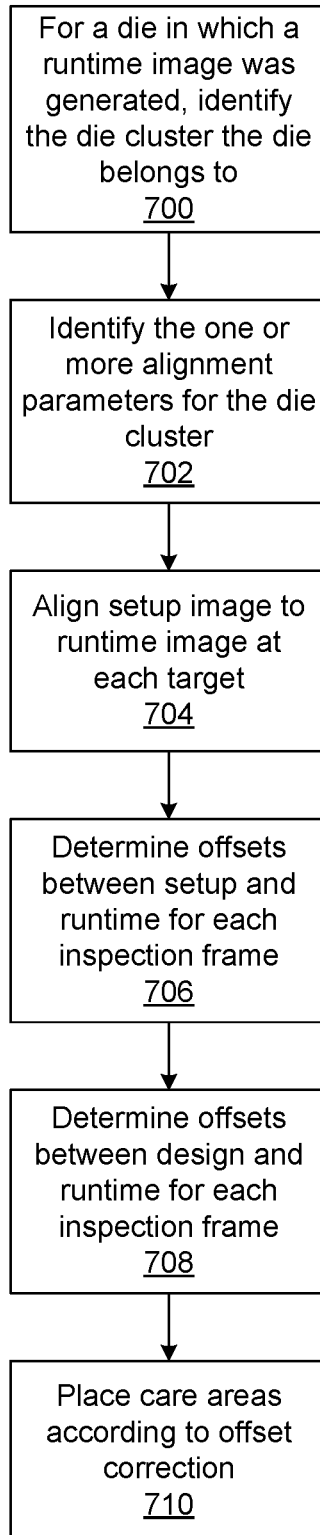 For a die in which a
runtime image was
generated, identify
the die cluster the die
belongs to
700
Identify the one or
more alignment
parameters for the die
cluster
702
Align setup image to
runtime image at
each target
704
Determine offsets
between setup and
runtime for each
inspection frame
706
Determine offsets
between design and
runtime for each
inspection frame
708
Place care areas
according to offset
correction
710